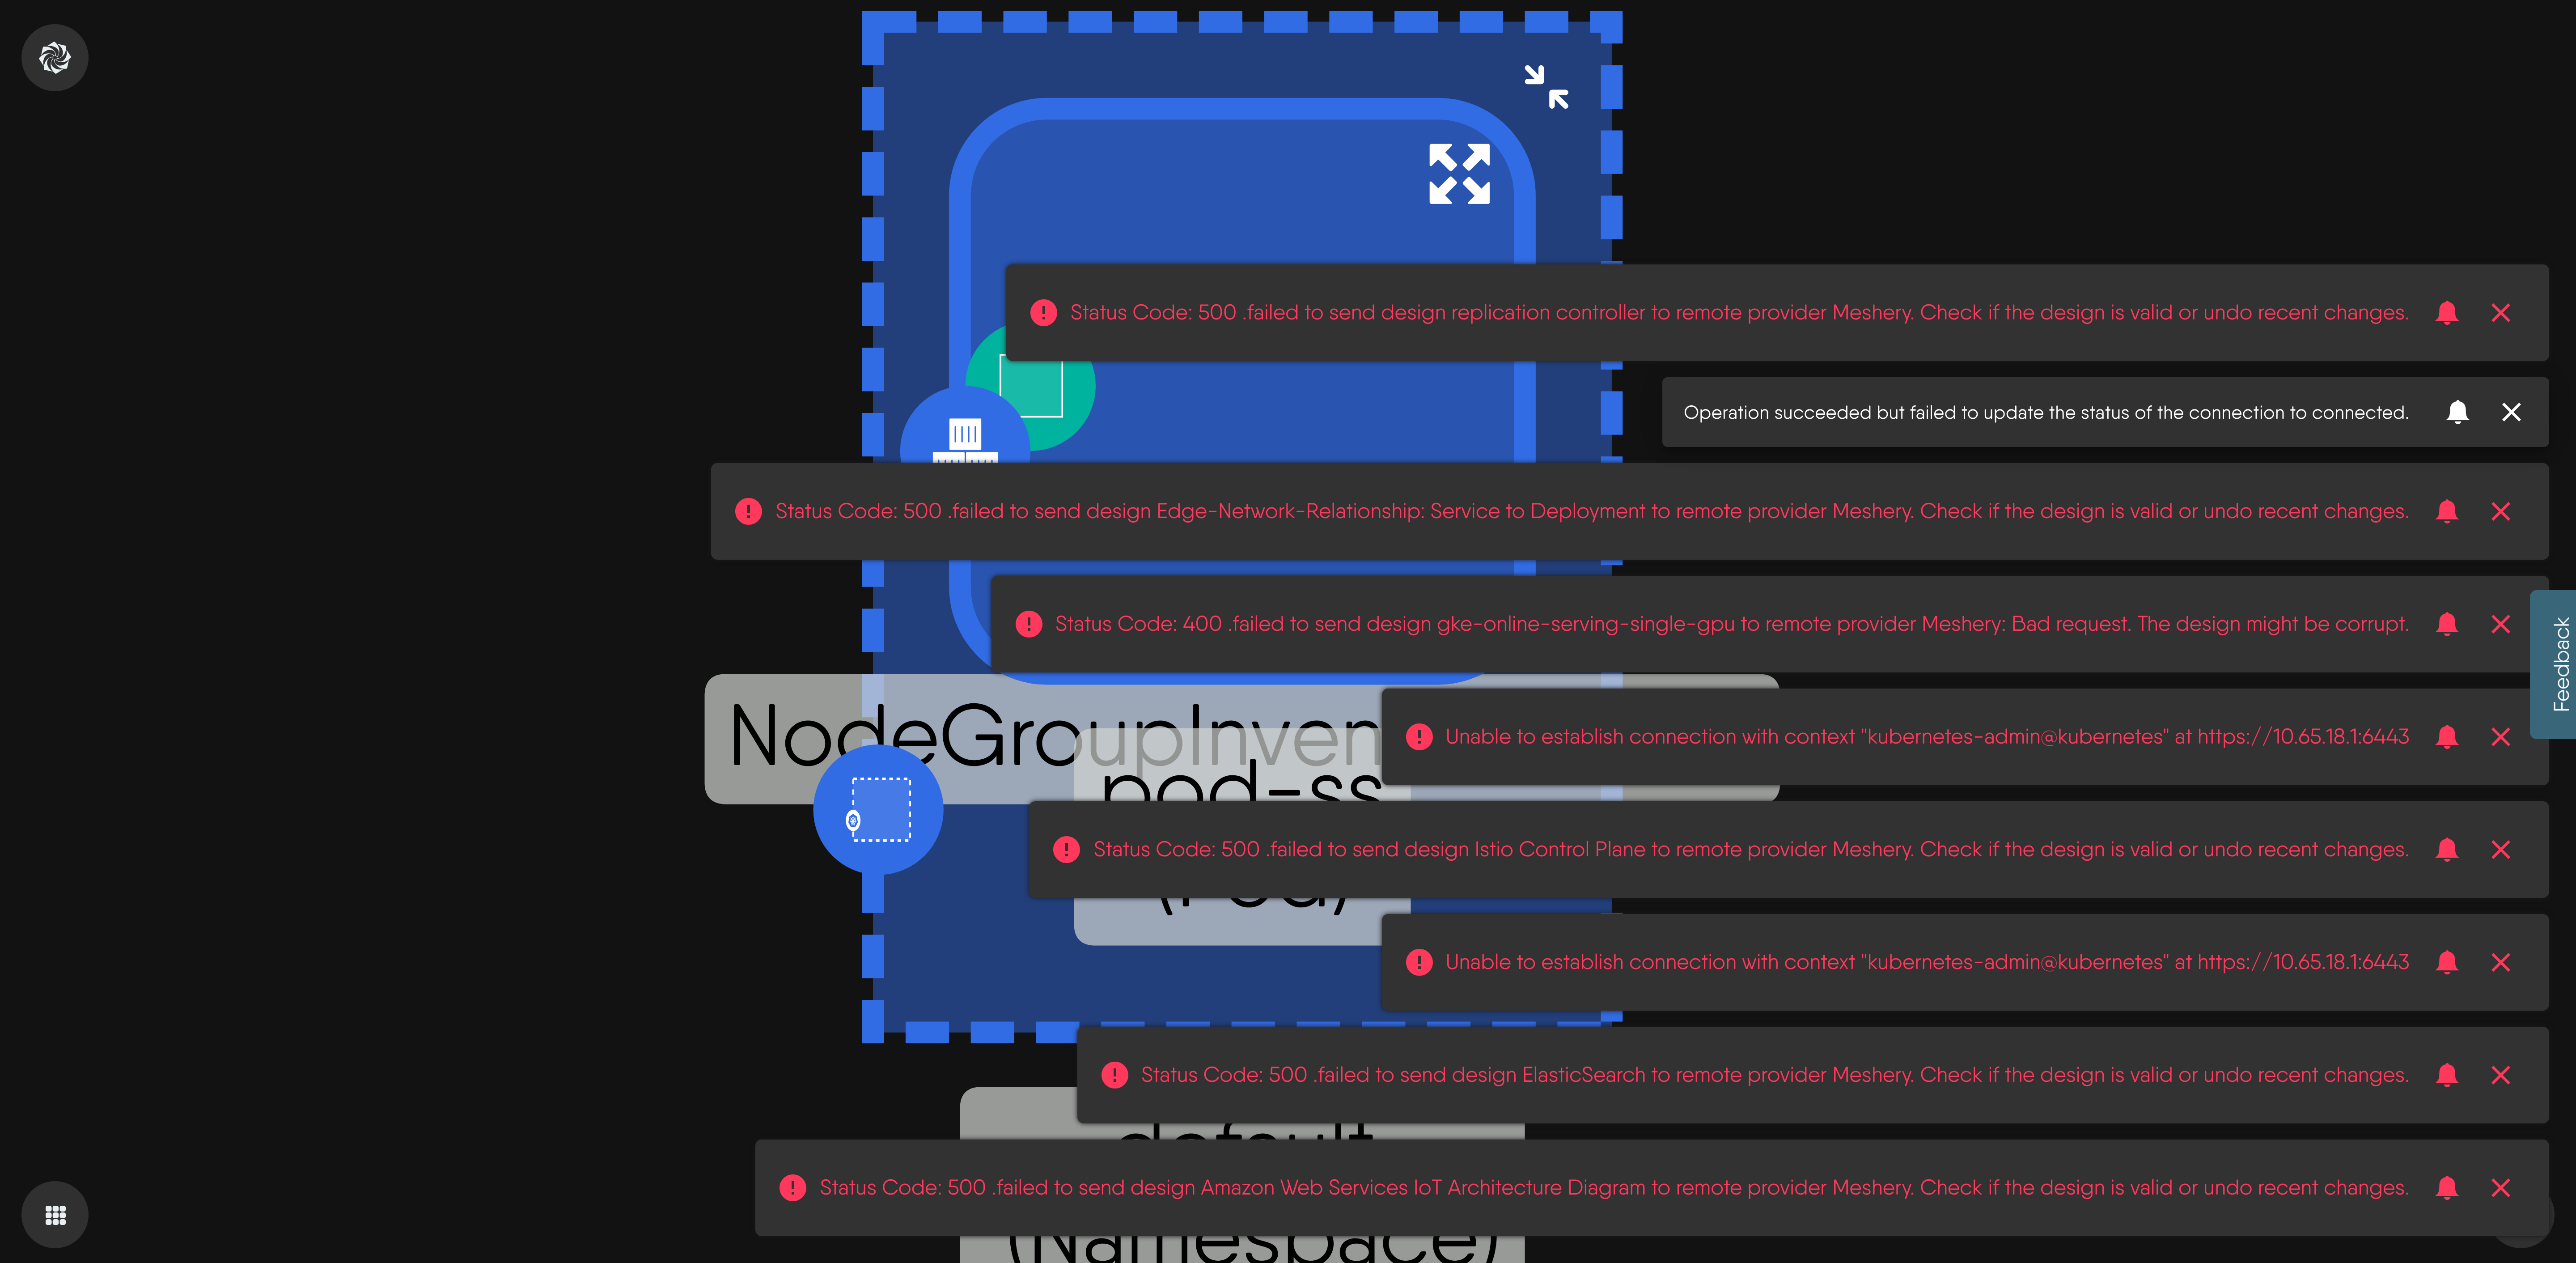 Status Code: 500 .failed to send design replication controller to remote provider Meshery. Check if the design is valid or undo recent changes.
Operation succeeded but failed to update the status of the connection to connected.
Status Code: 500 .failed to send design Edge-Network-Relationship: Service to Deployment to remote provider Meshery. Check if the design is valid or undo recent changes.
Status Code: 400 .failed to send design gke-online-serving-single-gpu to remote provider Meshery: Bad request. The design might be corrupt.
Feedback
Unable to establish connection with context "kubernetes-admin@kubernetes" at https://10.65.18.1:6443
NodeGroupInven
pod-ss
Status Code: 500 .failed to send design Istio Control Plane to remote provider Meshery. Check if the design is valid or undo recent changes.
Unable to establish connection with context "kubernetes-admin@kubernetes" at https://10.65.18.1:6443
Status Code: 500 .failed to send design ElasticSearch to remote provider Meshery. Check if the design is valid or undo recent changes.
default
Status Code: 500 .failed to send design Amazon Web Services IoT Architecture Diagram to remote provider Meshery. Check if the design is valid or undo recent changes.
(Namespace)